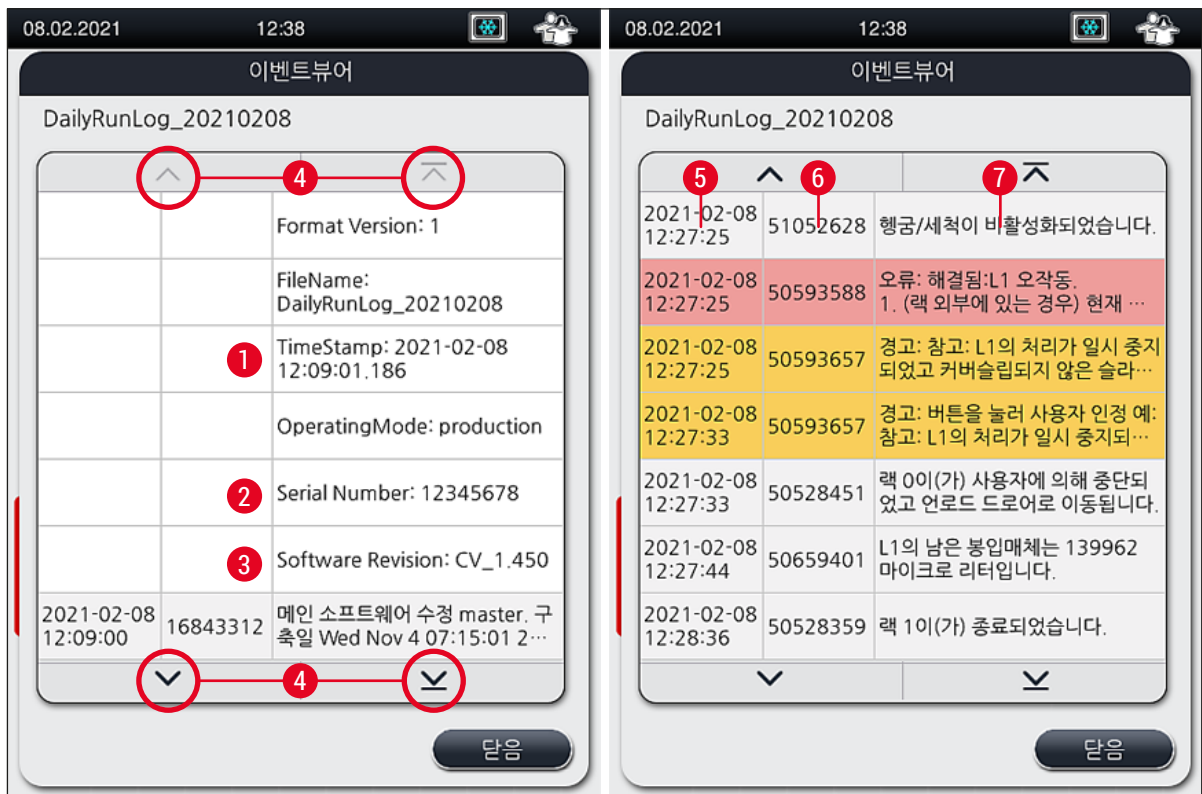 08.02.2021 12:38
이벤트뷰어
DailyRunLog_20210208
4
Format Version: 1
FileName:
DailyRunLog_20210208
1
TimeStamp: 2021-02-08
12:09:01.186
OperatingMode: production
2
Serial Number: 12345678
3
Software Revision: CV_1.450
2021-02-08
12:09:00
16843312
메인 소프트웨어 수정 master. 구
축일 Wed Nov 4 07:15:01 2…
4
닫음
08.02.2021 12:38
이벤트뷰어
DailyRunLog_20210208
5 6 7
2021-02-08
12:27:25
51052628
헹굼/세척이 비활성화되었습니다.
2021-02-08
12:27:25
50593588
오류: 해결됨:L1 오작동.
1. (랙 외부에 있는 경우) 현재 …
2021-02-08
12:27:25
50593657
경고: 참고: L1의 처리가 일시 중지
되었고 커버슬립되지 않은 슬라…
2021-02-08
12:27:33
50593657
경고: 버튼을 눌러 사용자 인정 예:
참고: L1의 처리가 일시 중지되…
2021-02-08
12:27:33
50528451
랙 0이(가) 사용자에 의해 중단되
었고 언로드 드로어로 이동됩니다.
2021-02-08
12:27:44
50659401
L1의 남은 봉입매체는 139962
마이크로 리터입니다.
2021-02-08
12:28:36
50528359
랙 1이(가) 종료되었습니다.
닫음